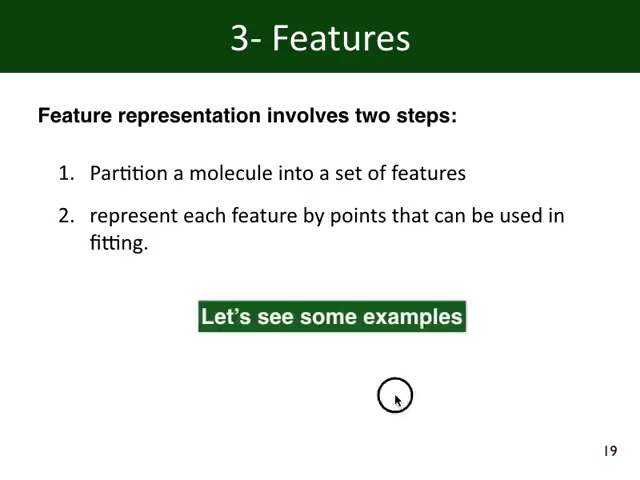 3- Features
Feature representation involves two steps:
1. Partition a molecule into a set of features
2. represent each feature by points that can be used in
fitting.
Let's see some examples
19